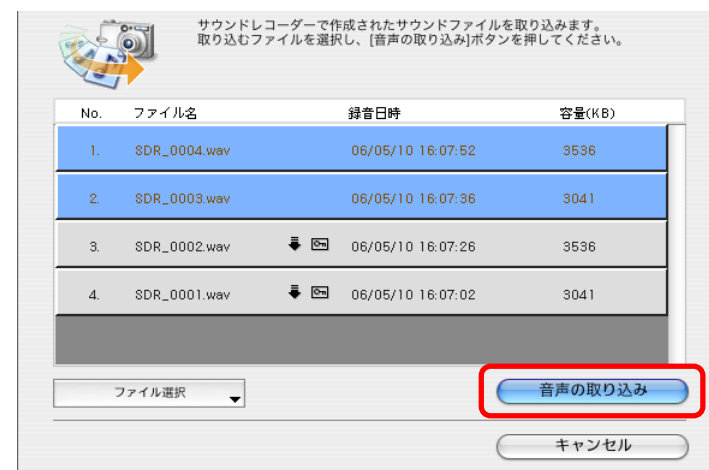 サウンドレコーダーで作成されたサウンドファイルを取り込みます。
取り込むファイルを選択し、[音声の取り込み]ボタンを押してください。
No. ファイル名 録音日時 容量(KB)
1. SDR_0004.wav 06/05/10 16:07:52 3536
2. SDR_0003.wav 06/05/10 16:07:36 3041
3. SDR_0002.wav 06/05/10 16:07:26 3536
4. SDR_0001.wav 06/05/10 16:07:02 3041
ファイル選択 音声の取り込み
キャンセル